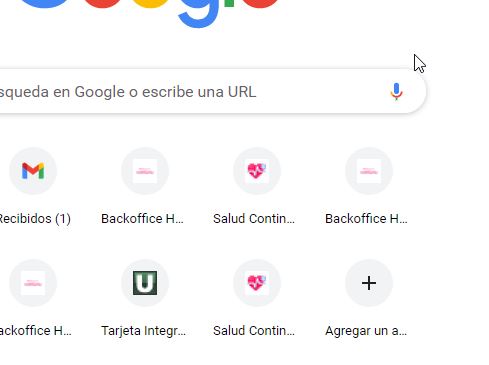 squeda en Google o escribe una URL
Recibidos (1)
Backoffice H...
Salud Contin...
Backoffice H...
ackoffice H...
U
Tarjeta Integr...
Salud Contin...
Agregar un a...